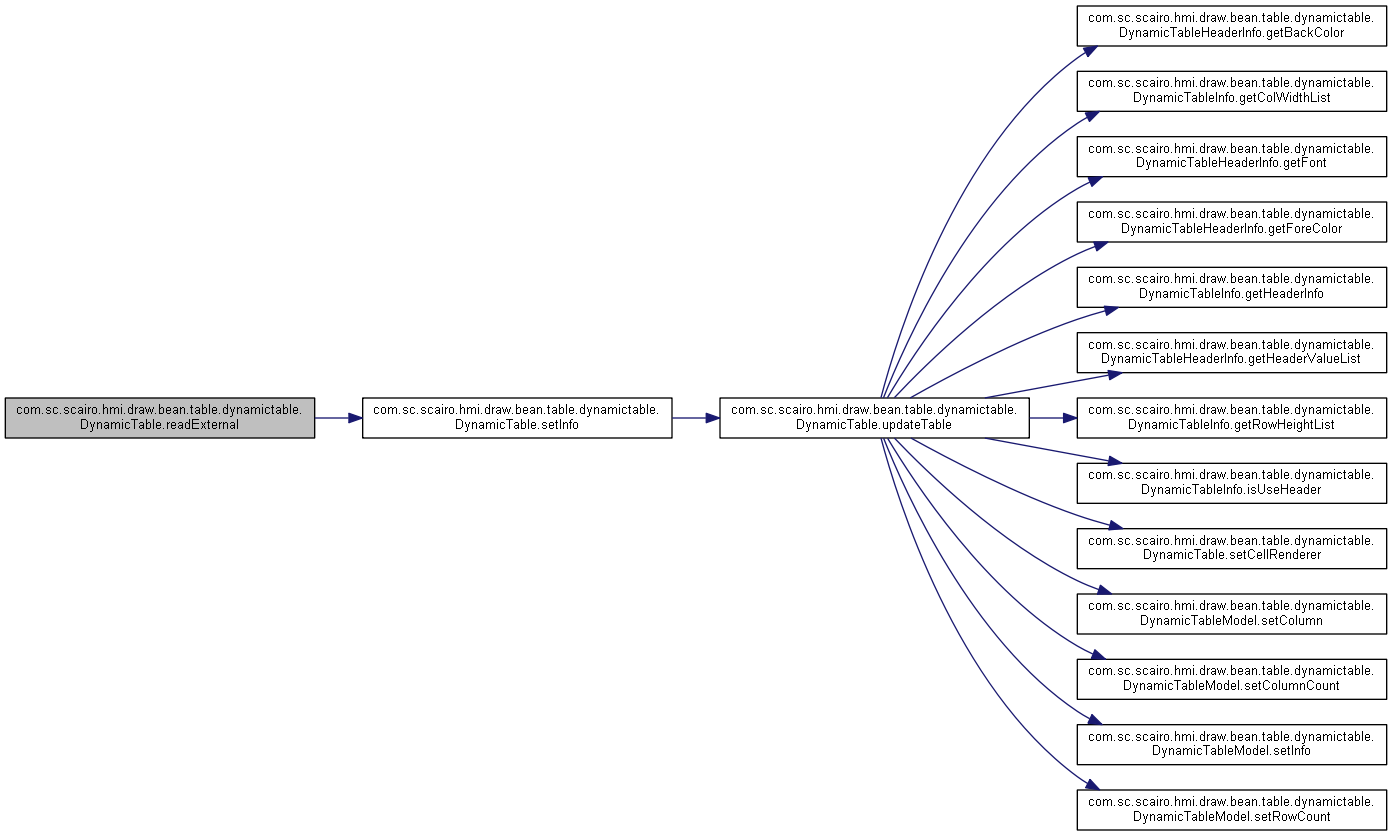 com.sc.scairo.hmi.draw.bean.table.dynamictable.
DynamicTable.readExternal
com.sc.scairo.hmi.draw.bean.table.dynamictable.
DynamicTable.setInfo
com.sc.scairo.hmi.draw.bean.table.dynamictable.
DynamicTable.updateTable
com.sc.scairo.hmi.draw.bean.table.dynamictable.
DynamicTableHeaderInfo.getBackColor
com.sc.scairo.hmi.draw.bean.table.dynamictable.
DynamicTableInfo.getColWidthList
com.sc.scairo.hmi.draw.bean.table.dynamictable.
DynamicTableHeaderInfo.getFont
com.sc.scairo.hmi.draw.bean.table.dynamictable.
DynamicTableHeaderInfo.getForeColor
com.sc.scairo.hmi.draw.bean.table.dynamictable.
DynamicTableInfo.getHeaderInfo
com.sc.scairo.hmi.draw.bean.table.dynamictable.
DynamicTableHeaderInfo.getHeaderValueList
com.sc.scairo.hmi.draw.bean.table.dynamictable.
DynamicTableInfo.getRowHeightList
com.sc.scairo.hmi.draw.bean.table.dynamictable.
DynamicTableInfo.isUseHeader
com.sc.scairo.hmi.draw.bean.table.dynamictable.
DynamicTable.setCellRenderer
com.sc.scairo.hmi.draw.bean.table.dynamictable.
DynamicTableModel.setColumn
com.sc.scairo.hmi.draw.bean.table.dynamictable.
DynamicTableModel.setColumnCount
com.sc.scairo.hmi.draw.bean.table.dynamictable.
DynamicTableModel.setInfo
com.sc.scairo.hmi.draw.bean.table.dynamictable.
DynamicTableModel.setRowCount